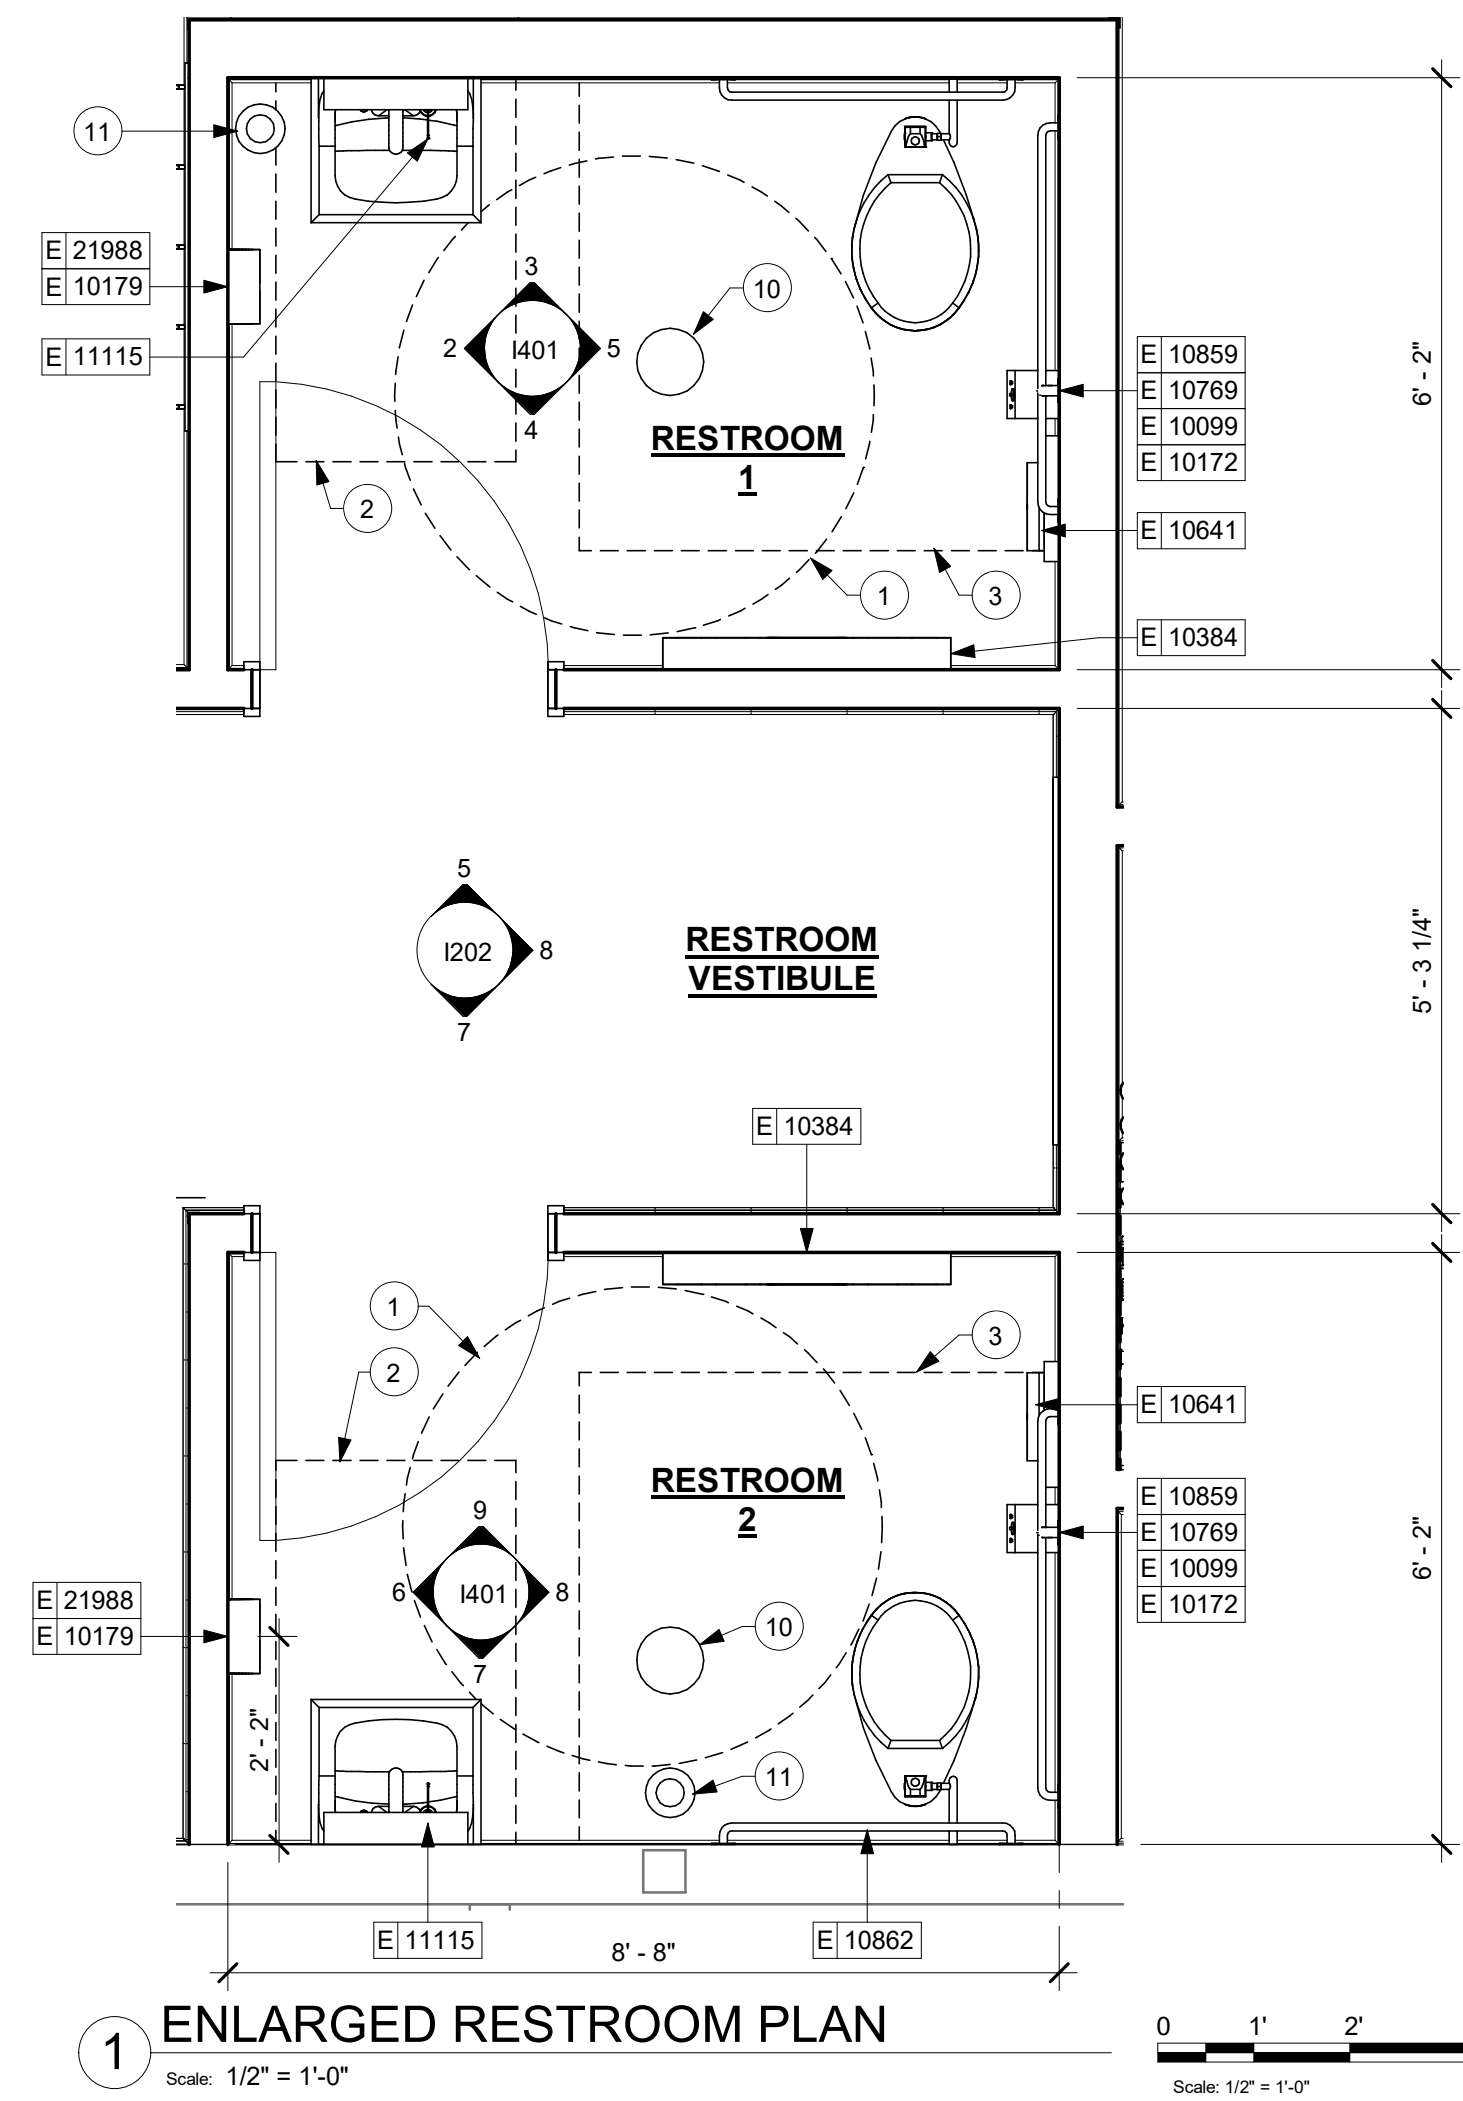 11
E 21988
E 10179
E 11115
3
2 I401 5
4
10
RESTROOM
1
2
E 10859
E 10769
E 10099
E 10172
E 10641
1
3
E 10384
6' - 2"
5
I202 8
7
RESTROOM
VESTIBULE
5' - 3 1/4"
E 10384
1
2
3
E 10641
RESTROOM
2
9
6 I401 8
7
E 10859
E 10769
E 10099
E 10172
6' - 2"
E 21988
E 10179
10
2' - 2"
11
E 11115
8' - 8"
E 10862
1 ENLARGED RESTROOM PLAN
Scale: 1/2" = 1'-0"
0 1' 2'
Scale: 1/2" = 1'-0"